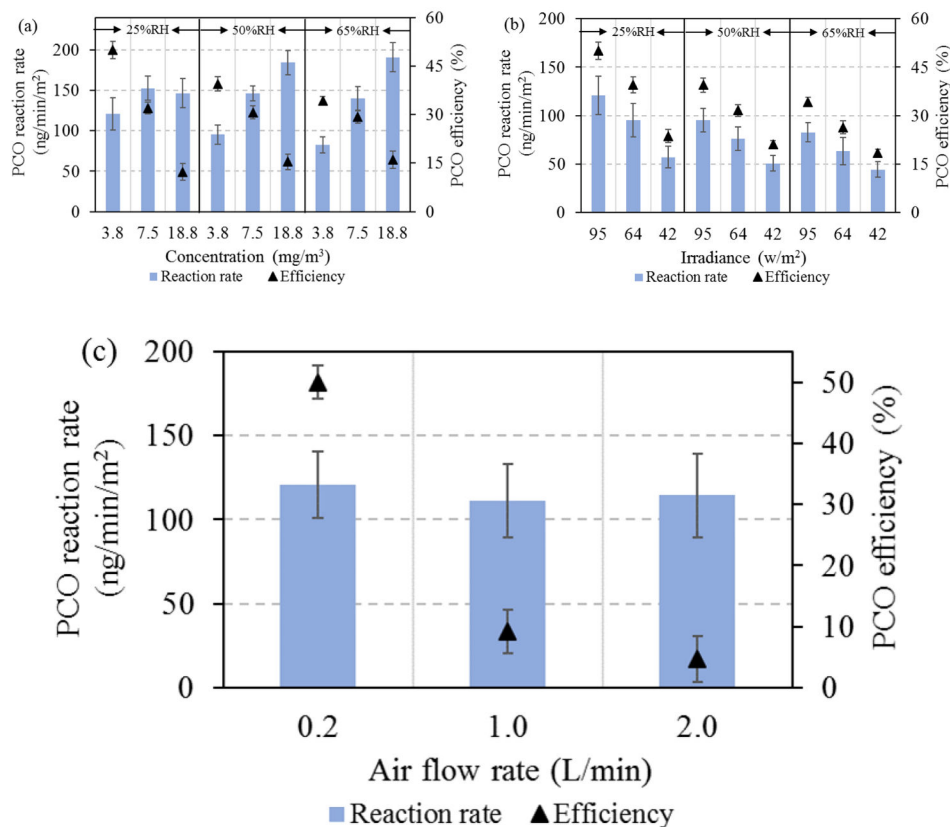 (a)
25%RH 50%RH 65%RH
PCO reaction rate
(ng/min/m²)
200
150
100
50
0
60
45
30
15
0
PCO efficiency (%)
3.8 7.5 18.8 3.8 7.5 18.8 3.8 7.5 18.8
Concentration (mg/m³)
Reaction rate Efficiency
(b)
25%RH 50%RH 65%RH
PCO reaction rate
(ng/min/m²)
200
150
100
50
0
60
45
30
15
0
PCO efficiency (%)
95 64 42 95 64 42 95 64 42
Irradiance (w/m²)
Reaction rate Efficiency
(c)
PCO reaction rate
(ng/min/m²)
200
150
100
50
0
50
40
30
20
10
0
PCO efficiency (%)
0.2 1.0 2.0
Air flow rate (L/min)
Reaction rate Efficiency